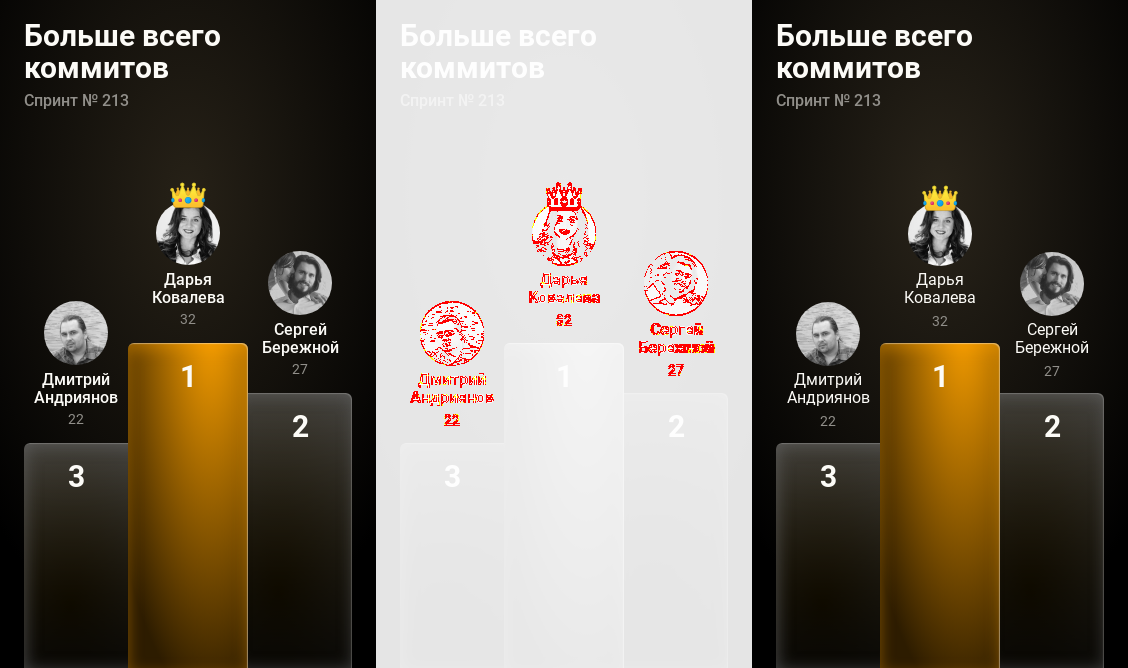 Больше всего
коммитов
Спринт № 213
Дарья
Ковалева
32
Сергей
Бережной
27
Дмитрий
Андриянов
22
1
2
3
Больше всего
коммитов
Спринт № 213
Дарья
Ковалева
32
Сергей
Бережной
27
Дмитрий
Андриянов
22
1
2
3
Больше всего
коммитов
Спринт № 213
Дарья
Ковалева
32
Сергей
Бережной
27
Дмитрий
Андриянов
22
1
2
3